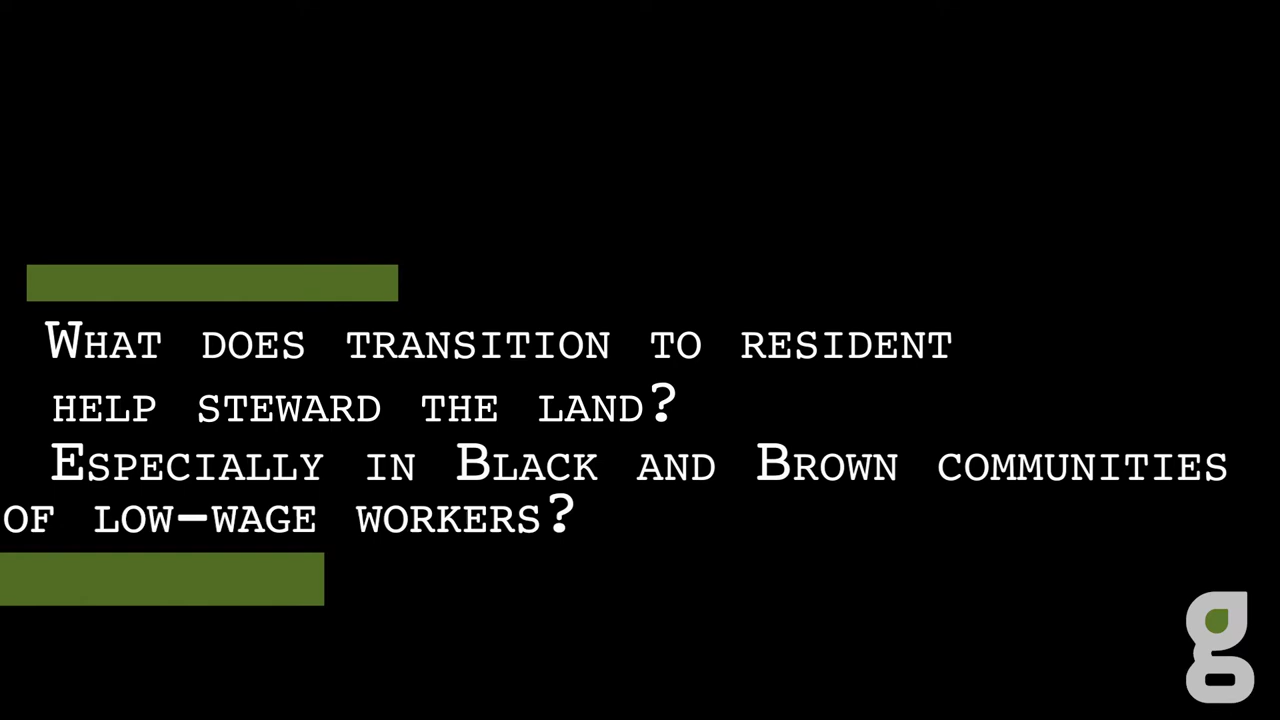 What does transition to resident
help steward the land?
Especially in Black and Brown communities
of low-wage workers?
g